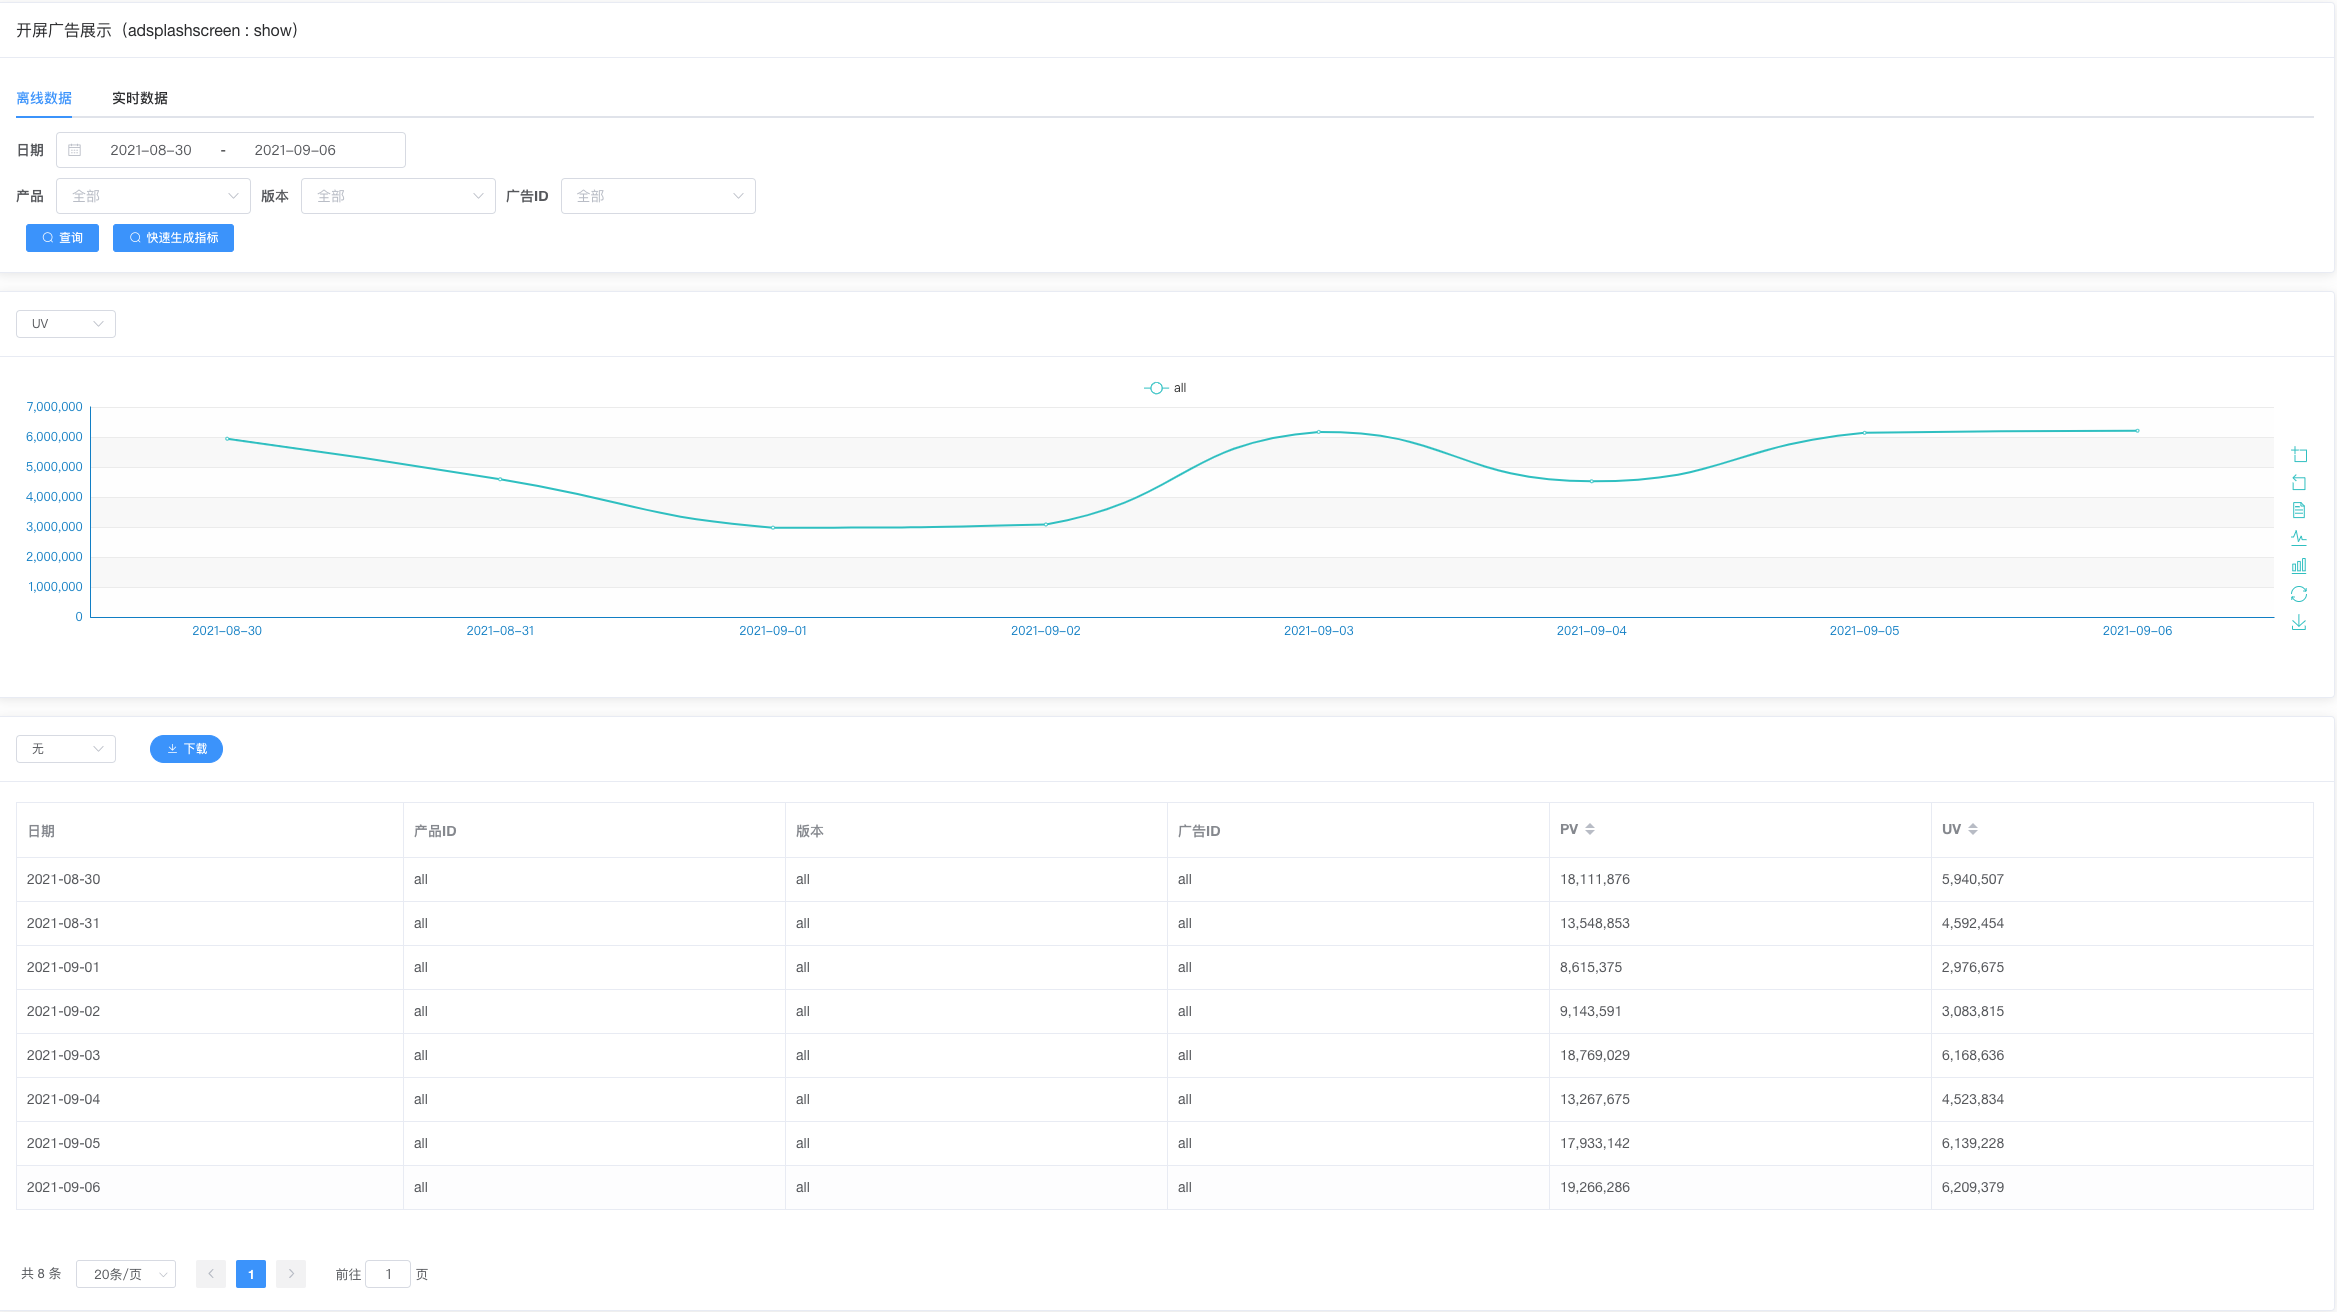 开屏广告展示（adsplashscreen : show）
离线数据 实时数据
日期 2021-08-30 - 2021-09-06
产品 全部 版本 全部 广告ID 全部
查询 快速生成指标
UV
all
7,000,000
6,000,000
5,000,000
4,000,000
3,000,000
2,000,000
1,000,000
0
2021-08-30 2021-08-31 2021-09-01 2021-09-02 2021-09-03 2021-09-04 2021-09-05 2021-09-06
无 下载
日期 产品ID 版本 广告ID PV UV
2021-08-30 all all all 18,111,876 5,940,507
2021-08-31 all all all 13,548,853 4,592,454
2021-09-01 all all all 8,615,375 2,976,675
2021-09-02 all all all 9,143,591 3,083,815
2021-09-03 all all all 18,769,029 6,168,636
2021-09-04 all all all 13,267,675 4,523,834
2021-09-05 all all all 17,933,142 6,139,228
2021-09-06 all all all 19,266,286 6,209,379
共 8 条 20条/页 1 前往 1 页